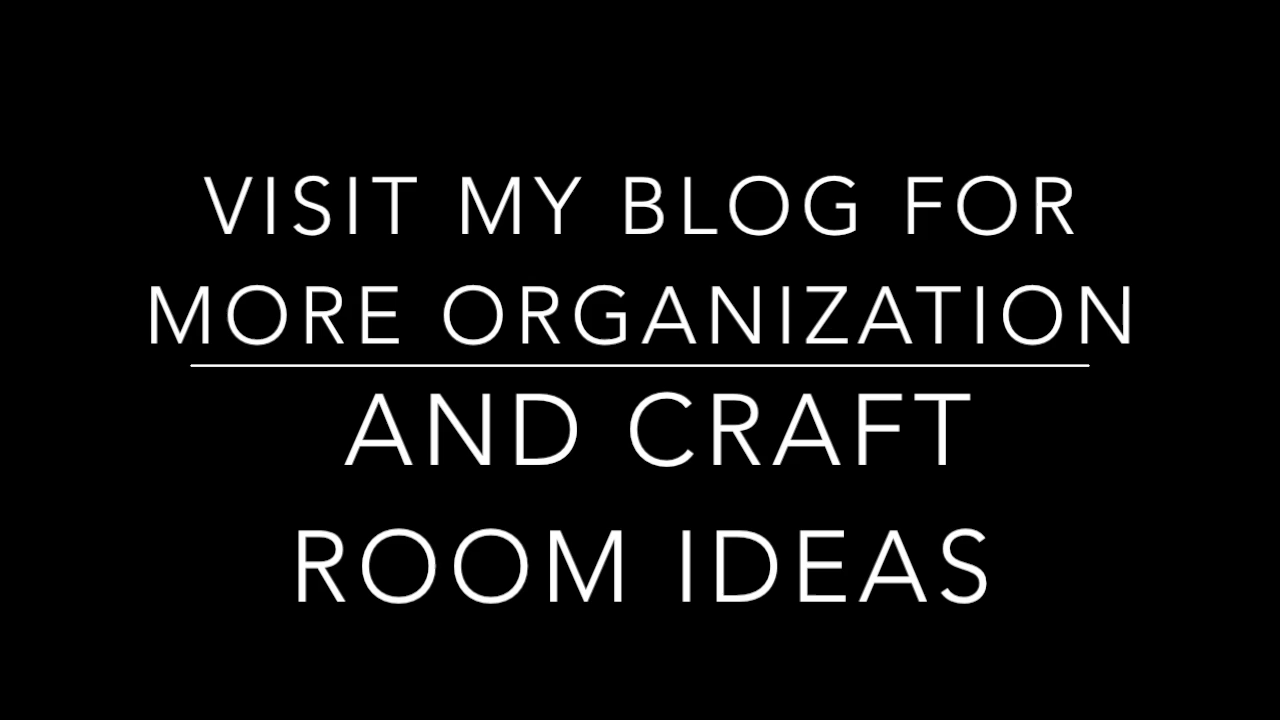 VISIT MY BLOG FOR
MORE ORGANIZATION
AND CRAFT
ROOM IDEAS